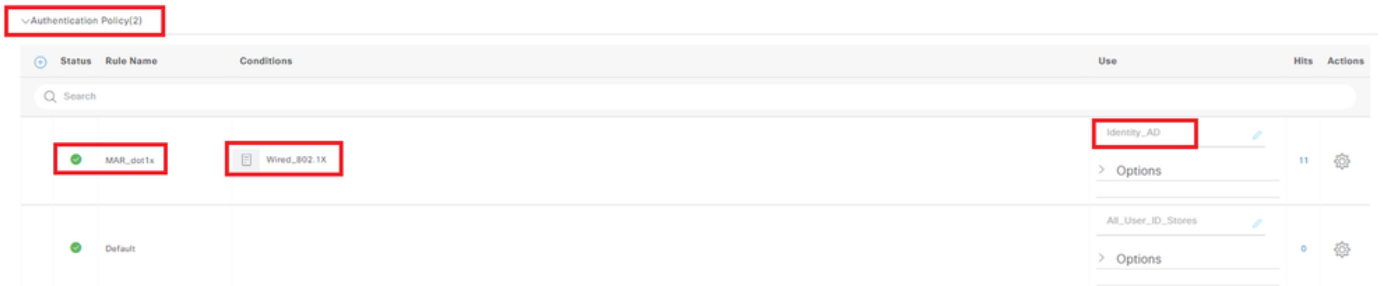 Authentication Policy(2)
Status Rule Name Conditions Use Hits Actions
Search
MAR_dot1x Wired_802.1X Identity_AD 11
Options
Default All_User_ID_Stores 0
Options